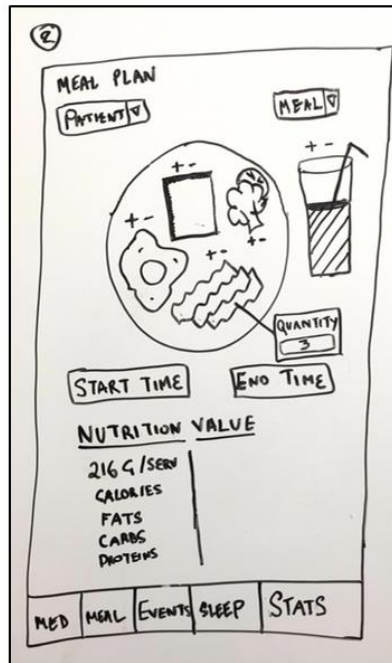 2
MEAL PLAN
PATIENT
MEAL
+ -
+ -
+ -
+ -
+ -
QUANTITY
3
START TIME
END TIME
NUTRITION VALUE
216 G/SERV
CALORIES
FATS
CARBS
PROTEINS
MED MEAL EVENTS SLEEP STATS